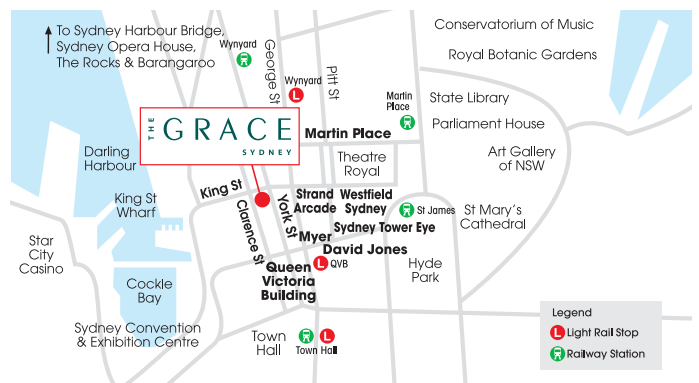 To Sydney Harbour Bridge,
Sydney Opera House,
The Rocks & Barangaroo
Wynyard
George St
Wynyard
Pitt St
Conservatorium of Music
Royal Botanic Gardens
Martin
Place
State Library
Parliament House
Art Gallery
of NSW
THE
GRACE
SYDNEY
Martin Place
Theatre
Royal
Darling
Harbour
King St
Wharf
King St
Clarence St
York St
Strand
Arcade
Westfield
Sydney
St James
St Mary's
Cathedral
Sydney Tower Eye
Myer
David Jones
QVB
Queen
Victoria
Building
Hyde
Park
Star
City
Casino
Cockle
Bay
Sydney Convention
& Exhibition Centre
Town
Hall
Town Hall
Legend
L Light Rail Stop
Railway Station
L
L
L